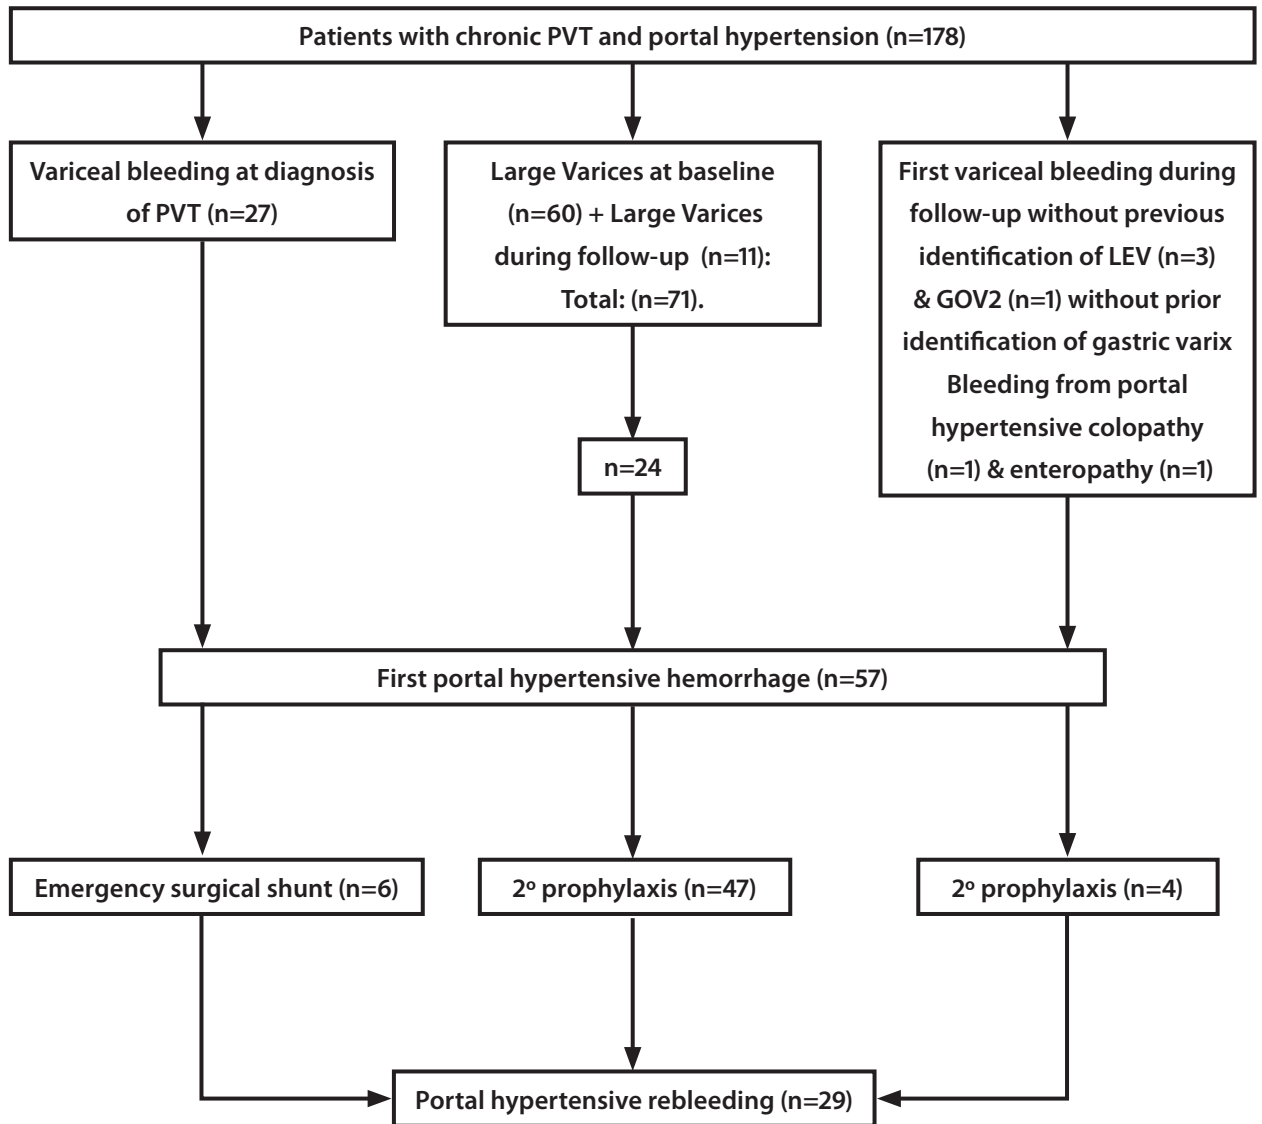 Patients with chronic PVT and portal hypertension (n=178)
Variceal bleeding at diagnosis
of PVT (n=27)
Large Varices at baseline
(n=60) + Large Varices
during follow-up (n=11):
Total: (n=71).
First variceal bleeding during
follow-up without previous
identification of LEV (n=3)
& GOV2 (n=1) without prior
identification of gastric varix
Bleeding from portal
hypertensive colopathy
(n=1) & enteropathy (n=1)
n=24
First portal hypertensive hemorrhage (n=57)
Emergency surgical shunt (n=6)
2º prophylaxis (n=47)
2º prophylaxis (n=4)
Portal hypertensive rebleeding (n=29)